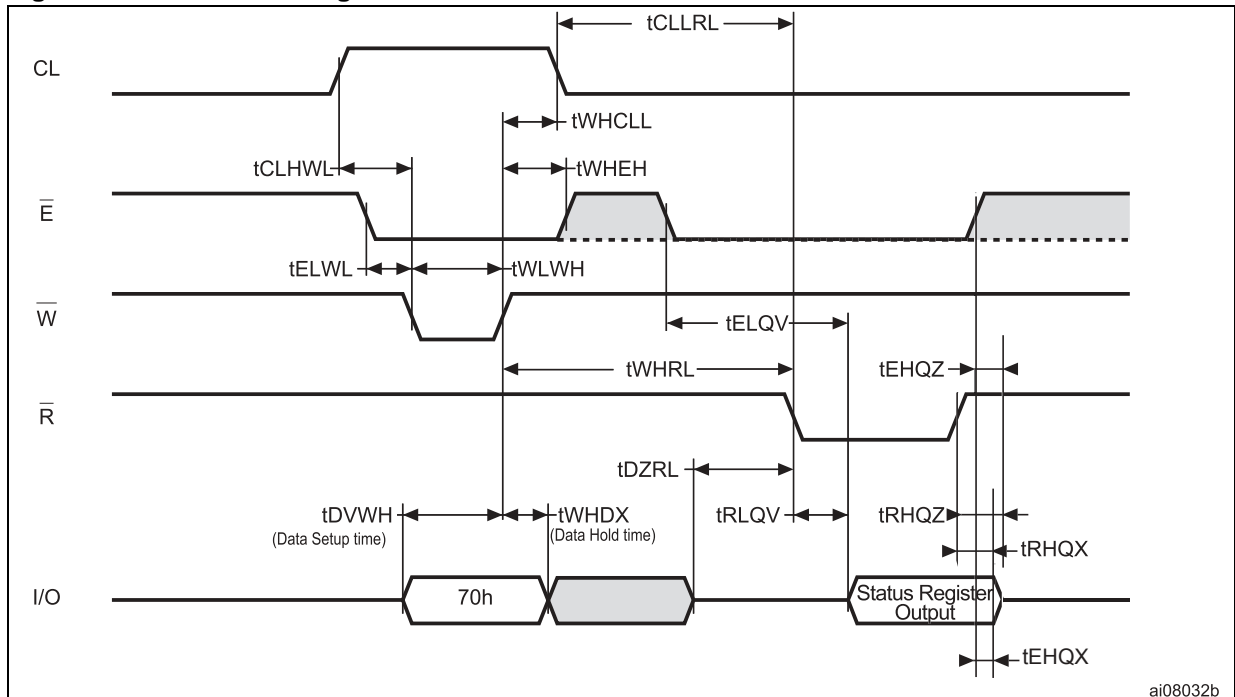 tCLLRL
CL
tWHCLL
tCLHWL
tWHEH
E
tELWL
tWLWH
W
tELQV
tWHRL
tEHQZ
R
tDZRL
tDVWH
(Data Setup time)
tWHDX
(Data Hold time)
tRLQV
tRHQZ
tRHQX
I/O
70h
Status Register
Output
tEHQX
ai08032b